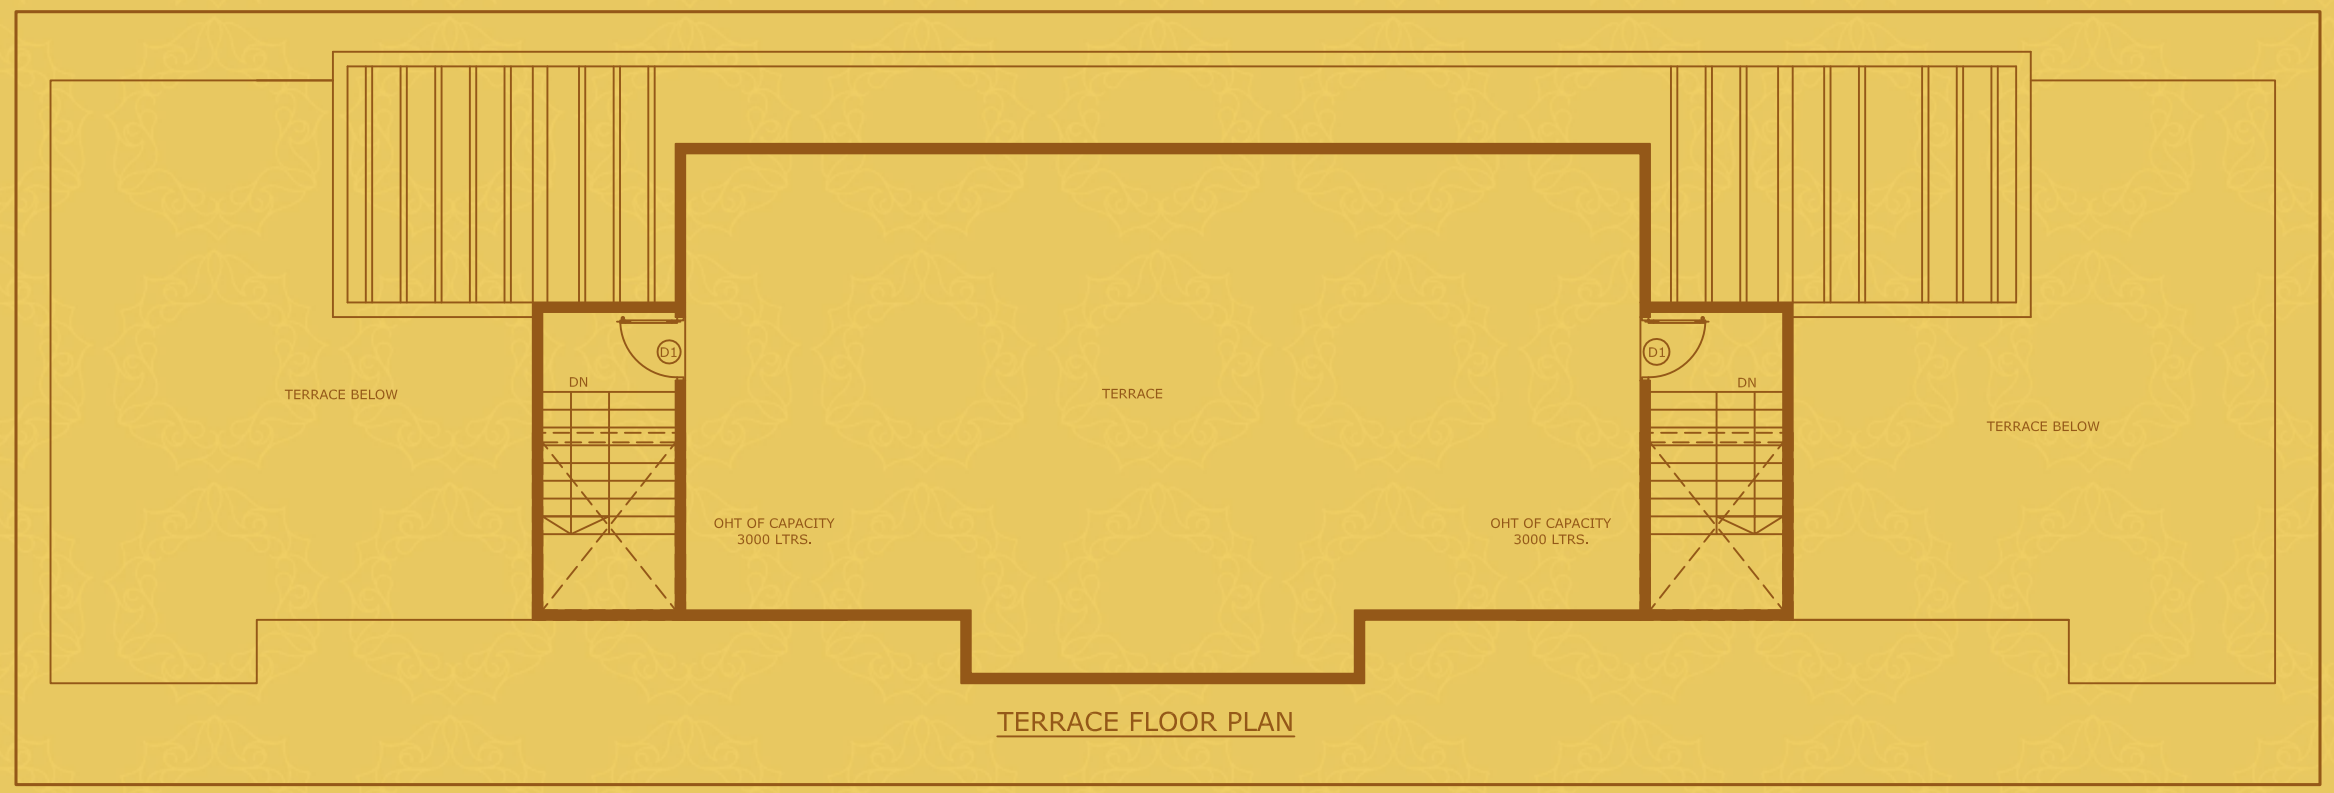 D1
D1
DN
DN
TERRACE BELOW
TERRACE
TERRACE BELOW
OHT OF CAPACITY
3000 LTRS.
OHT OF CAPACITY
3000 LTRS.
TERRACE FLOOR PLAN